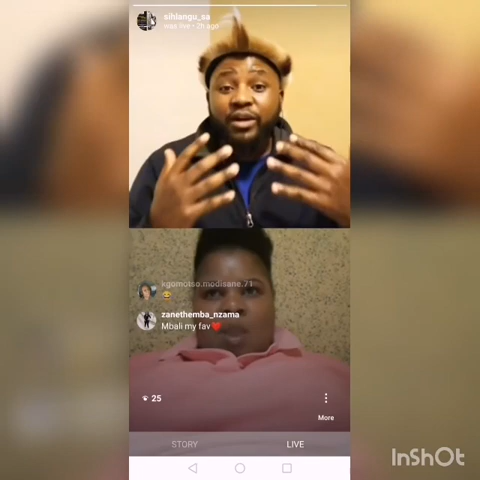 sihlangu_sa
was live • 2h ago
kgomotso.modisane.71
😂
zanethemba_nzama
Mbali my fav❤️
25
More
STORY
LIVE
InShOt